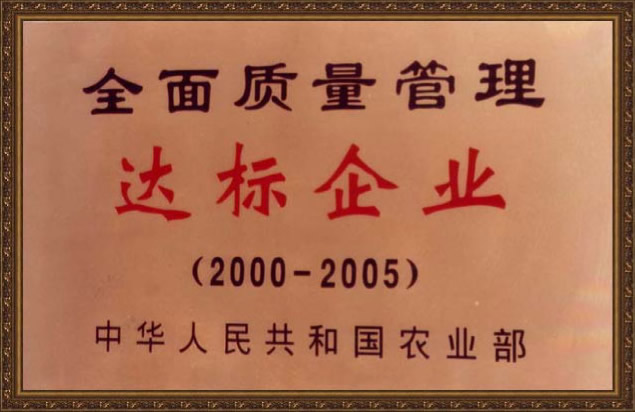 全面质量管理
达标企业
(2000-2005)
中华人民共和国农业部